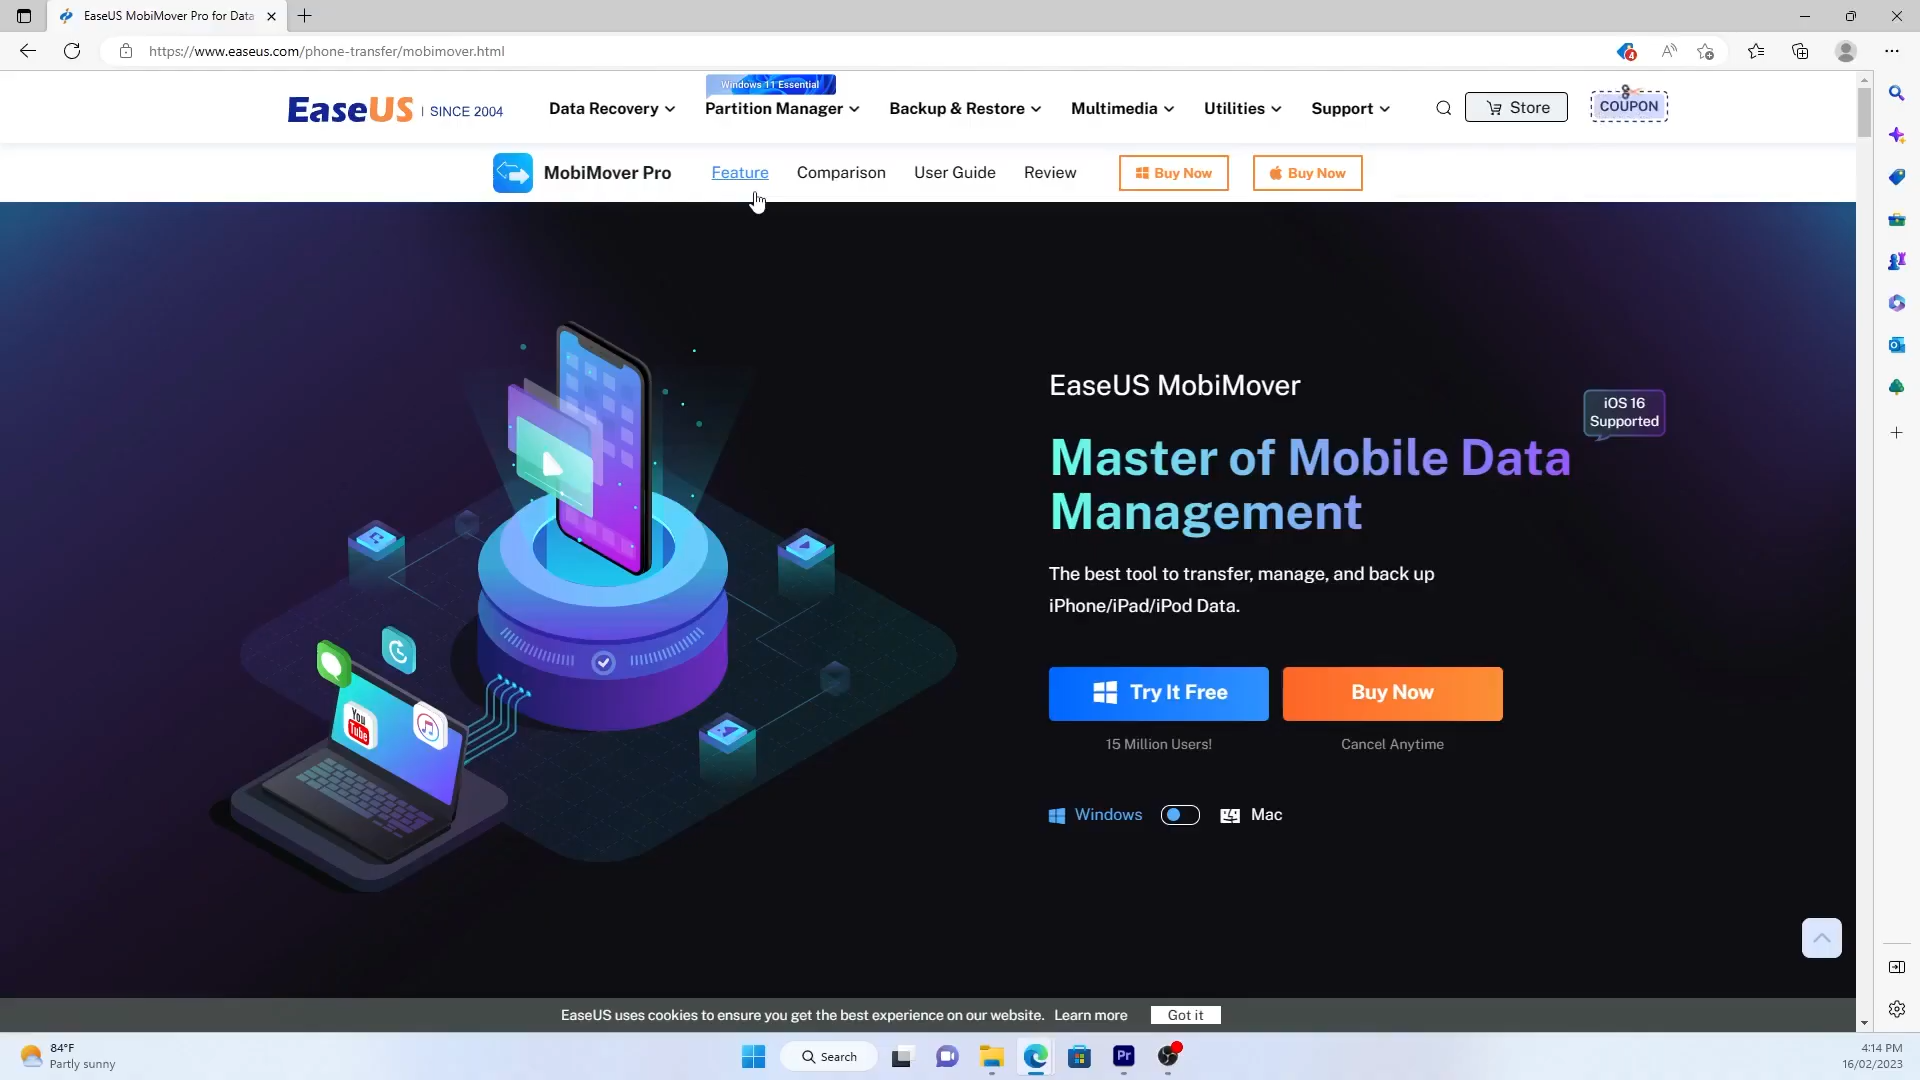 EaseUS MobiMover Pro for Data
https://www.easeus.com/phone-transfer/mobimover.html
4
Windows 11 Essential
EaseUS | SINCE 2004
Data Recovery
Partition Manager
Backup & Restore
Multimedia
Utilities
Support
Store
COUPON
MobiMover Pro
Feature
Comparison
User Guide
Review
Buy Now
Buy Now
EaseUS MobiMover
iOS 16
Supported
Master of Mobile Data
Management
The best tool to transfer, manage, and back up
iPhone/iPad/iPod Data.
Try It Free
Buy Now
15 Million Users!
Cancel Anytime
You
Tube
Windows
Mac
EaseUS uses cookies to ensure you get the best experience on our website. Learn more
Got it
84°F
Partly sunny
Search
Pr
4:14 PM
16/02/2023